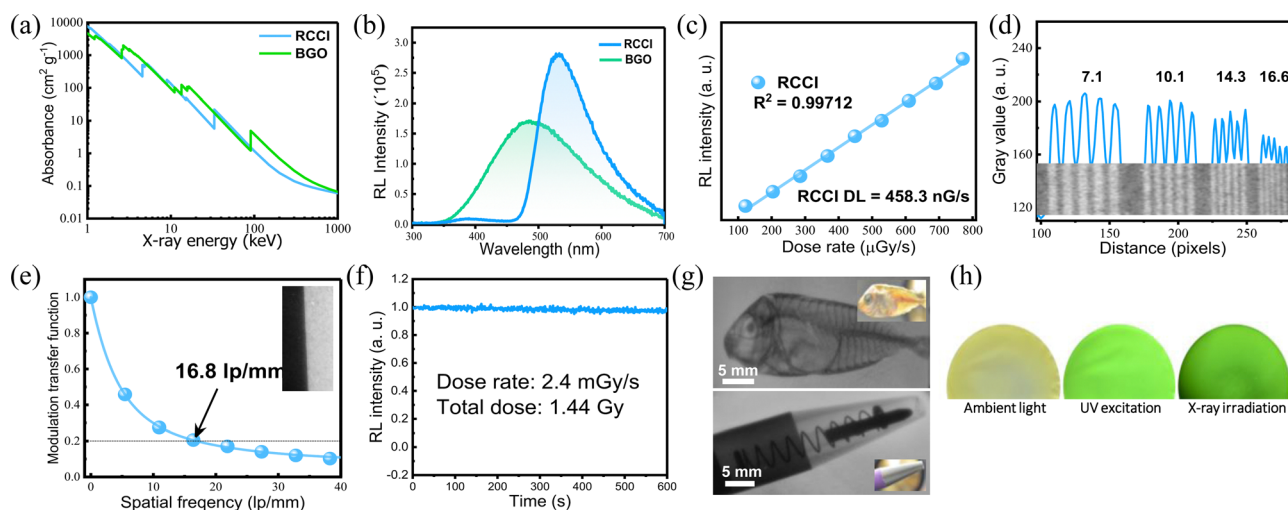 (a)
Absorbance (cm² g⁻¹)
10000
1000
100
10
1
0.1
0.01
RCCI
BGO
1
10
100
1000
X-ray energy (keV)
(b)
RL Intensity (´10⁵)
3.0
2.5
2.0
1.5
1.0
0.5
0.0
RCCI
BGO
300
400
500
600
700
Wavelength (nm)
(c)
RL intensity (a. u.)
RCCI
R² = 0.99712
RCCI DL = 458.3 nG/s
0
100
200
300
400
500
600
700
800
Dose rate (μGy/s)
(d)
Gray value (a. u.)
240
200
160
120
7.1
10.1
14.3
16.6
100
150
200
250
Distance (pixels)
(e)
Modulation transfer function
1.0
0.8
0.6
0.4
0.2
0.0
16.8 lp/mm
0
10
20
30
40
Spatial freqency (lp/mm)
(f)
RL intensity (a. u.)
1.2
1.0
0.8
0.6
0.4
0.2
0.0
-0.2
Dose rate: 2.4 mGy/s
Total dose: 1.44 Gy
0
100
200
300
400
500
600
Time (s)
(g)
5 mm
5 mm
(h)
Ambient light
UV excitation
X-ray irradiation